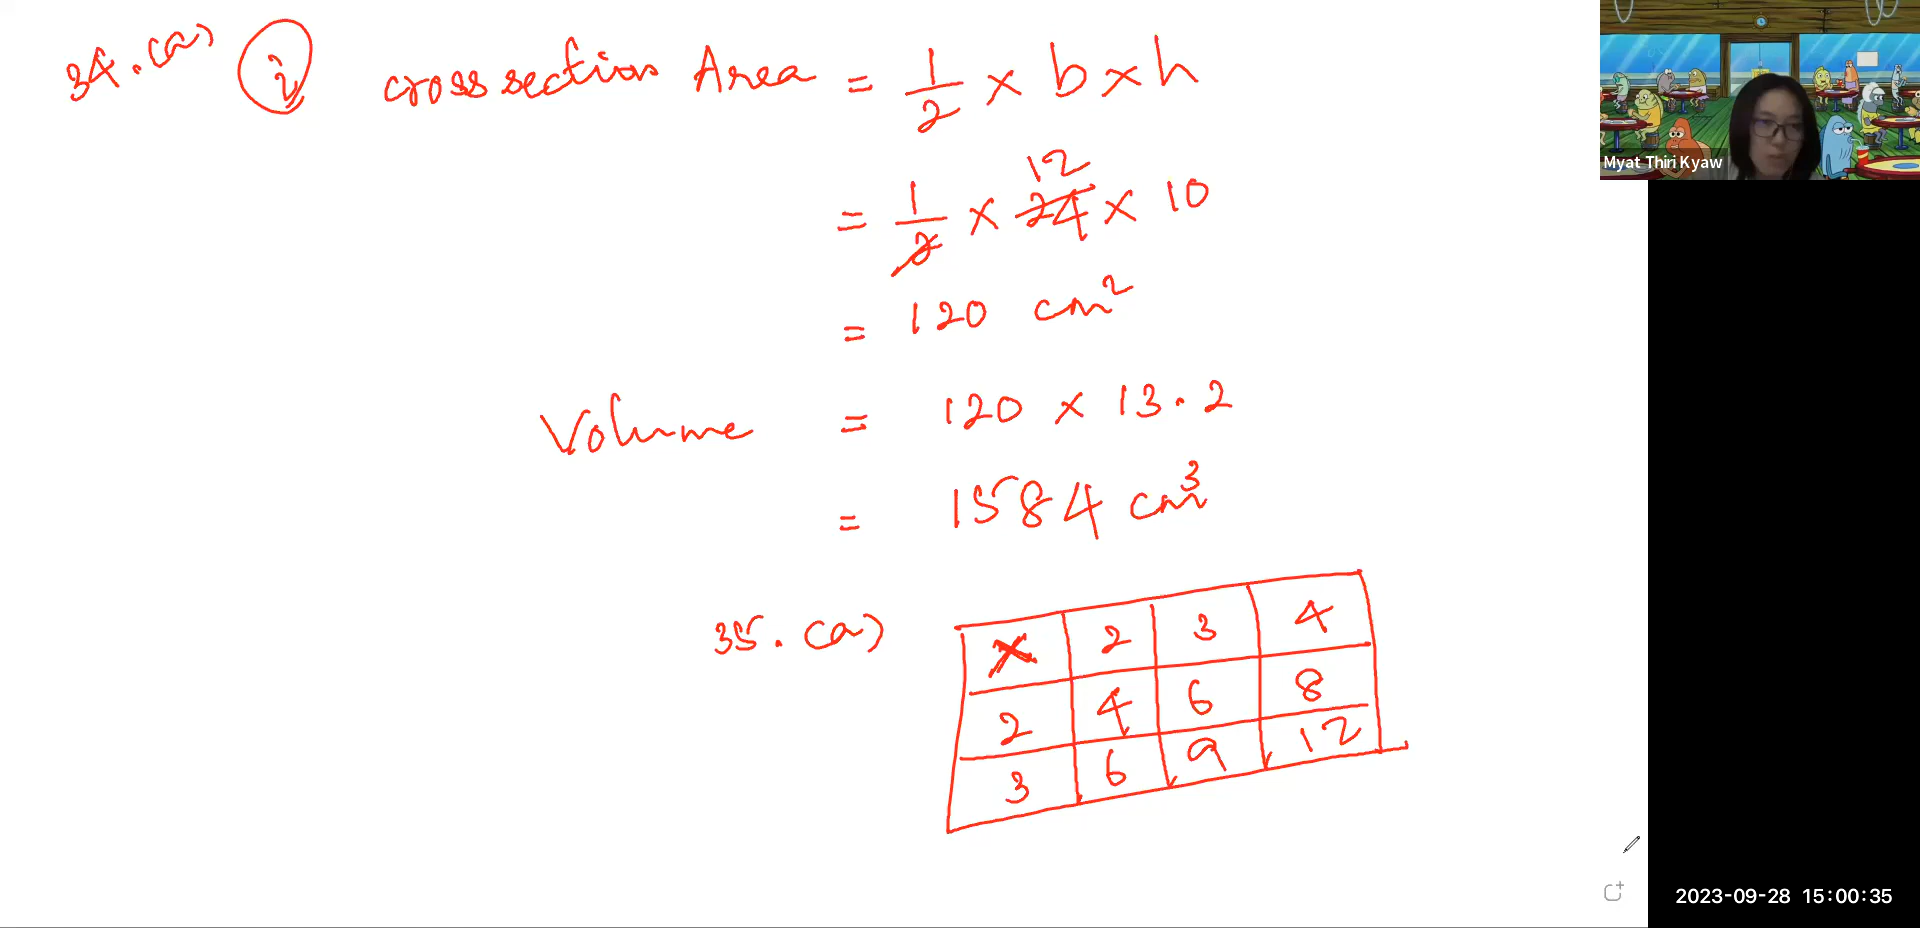 34.(a) i Cross section Area = 1/2 × b × h
= 1/2 × 24 × 10
12
= 120 cm²
Volume = 120 × 13.2
= 1584 cm³
35.(a)
× 2 3 4
2 4 6 8
3 6 9 12
Myat Thiri Kyaw
2023-09-28 15:00:35